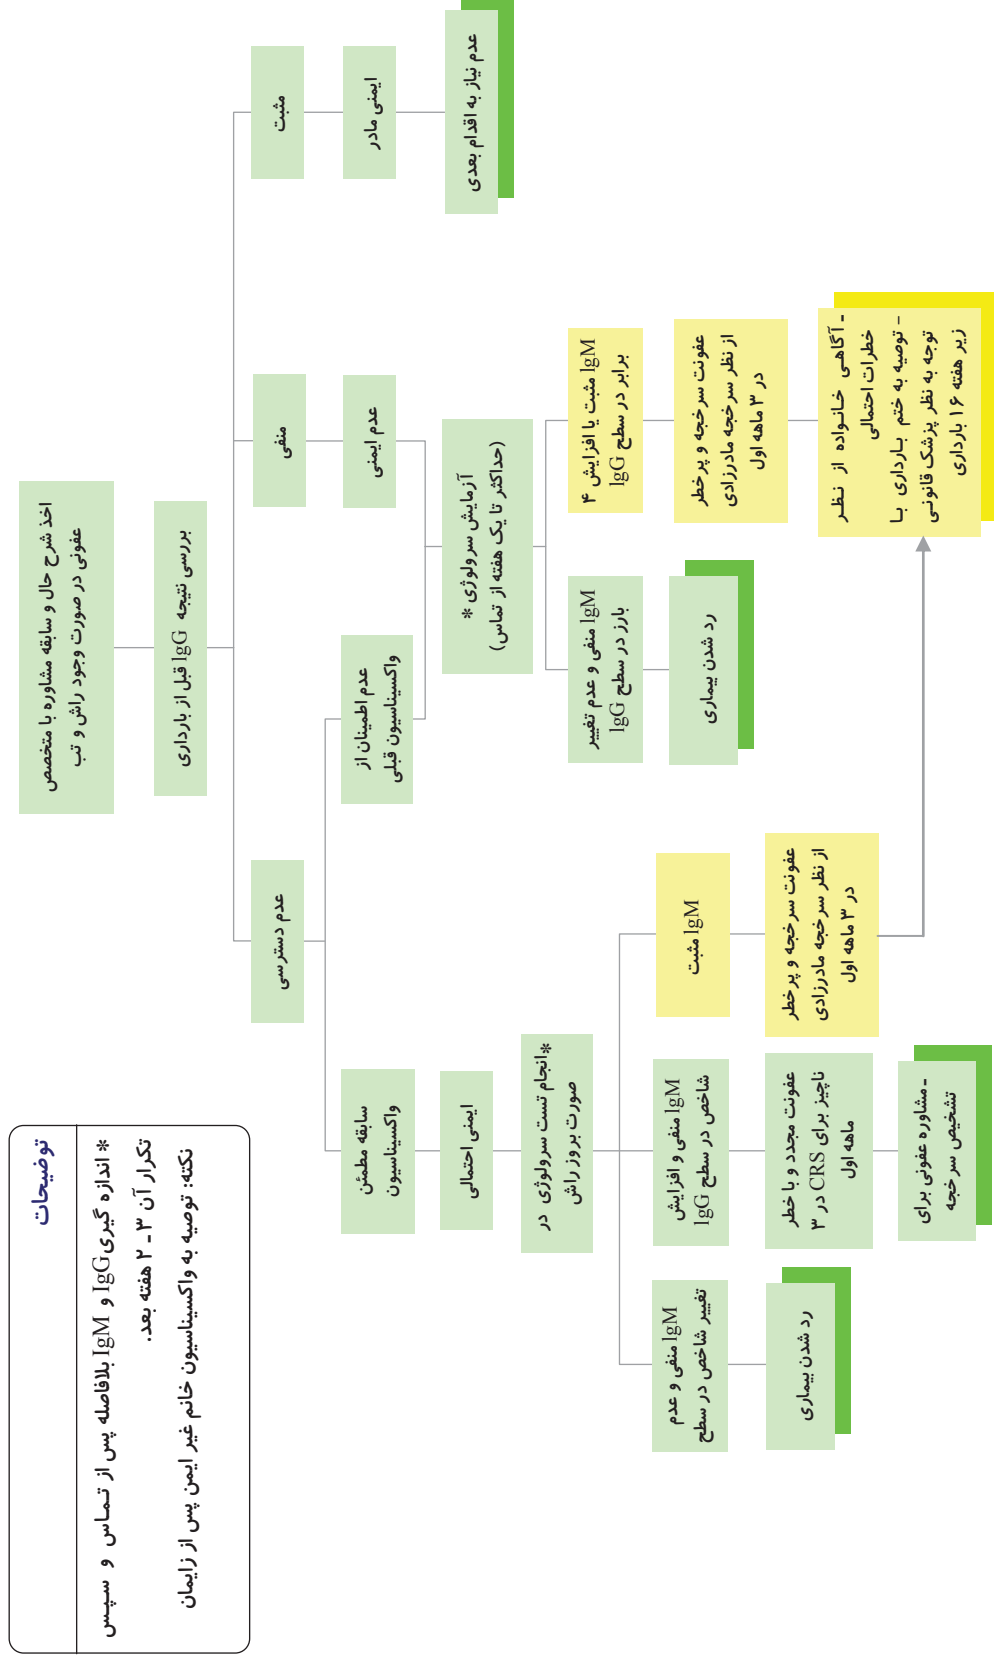 اخذ شرح حال و سابقه مشاوره با متخصص
عفونی در صورت وجود راش و تب
بررسی نتیجه IgG قبل از بارداری
مثبت
منفی
عدم دسترسی
ایمنی مادر
عدم ایمنی
عدم اطمینان از
واکسیناسیون قبلی
سابقه مطمئن
واکسیناسیون
عدم نیاز به اقدام بعدی
آزمایش سرولوژی *
(حداکثر تا یک هفته از تماس)
ایمنی احتمالی
*انجام تست سرولوژی در
صورت بروز راش
IgM مثبت یا افزایش ۴
برابر در سطح IgG
IgM منفی و عدم تغییر
بارز در سطح IgG
عفونت سرخجه و پرخطر
از نظر سرخجه مادرزادی
در ۳ ماهه اول
رد شدن بیماری
ـ آگاهی خانواده از نظر
خطرات احتمالی
- توصیه به ختم بارداری با
توجه به نظر پزشک قانونی
زیر هفته ۱۶ بارداری
IgM مثبت
IgM منفی و افزایش
شاخص در سطح IgG
IgM منفی و عدم
تغییر شاخص در سطح
عفونت سرخجه و پرخطر
از نظر سرخجه مادرزادی
در ۳ ماهه اول
عفونت مجدد و با خطر
ناچیز برای CRS در ۳
ماهه اول
رد شدن بیماری
ـ مشاوره عفونی برای
تشخیص سرخجه
توضیحات
* اندازه گیری IgG و IgM بلافاصله پس از تماس و سپس
تکرار آن ۳ ـ ۲ هفته بعد.
نکته: توصیه به واکسیناسیون خانم غیر ایمن پس از زایمان